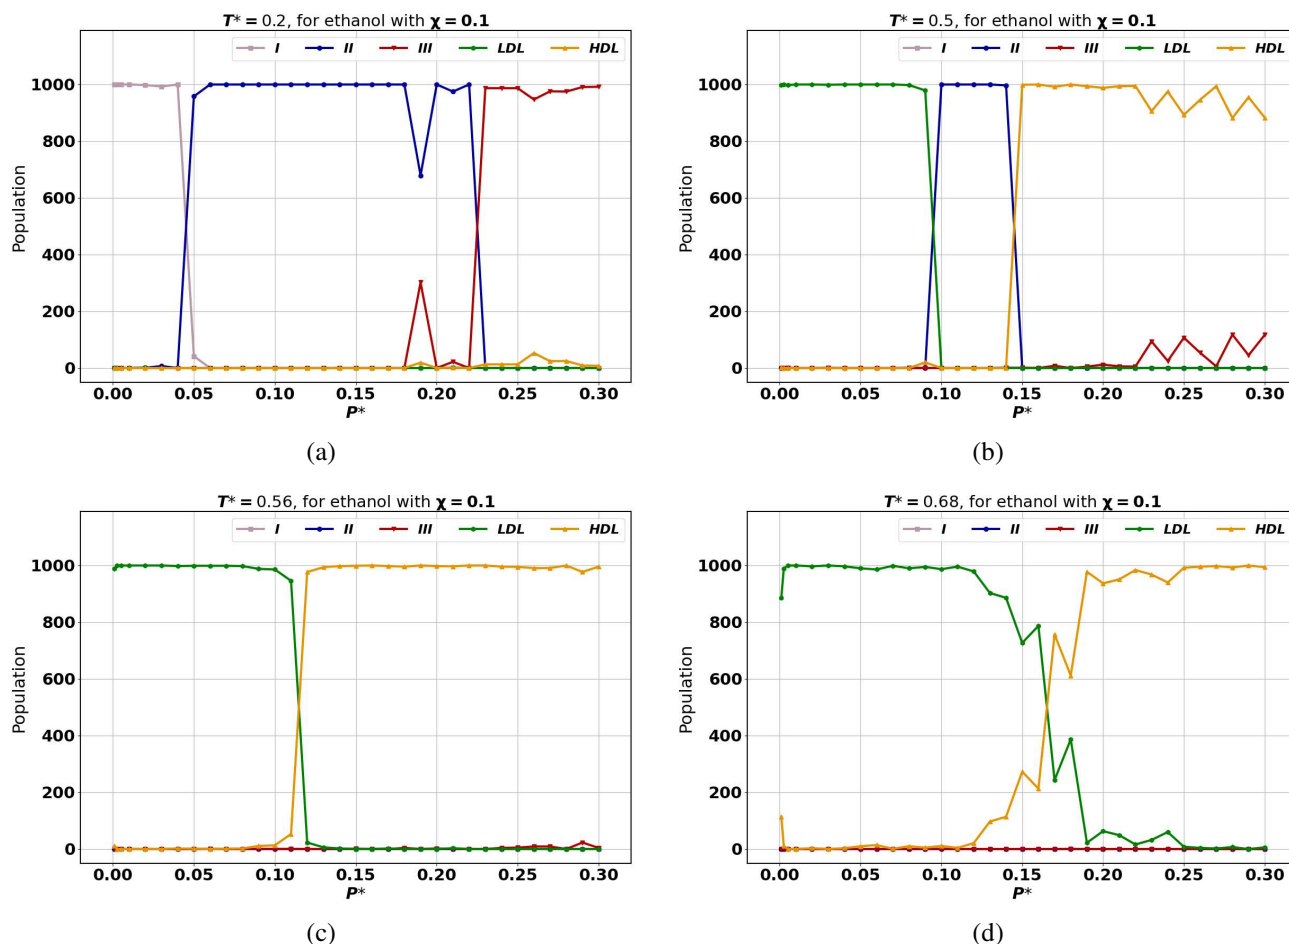 T* = 0.2, for ethanol with χ = 0.1
I II III LDL HDL
1000
800
600
400
200
0
Population
0.00 0.05 0.10 0.15 0.20 0.25 0.30
P*
(a)
T* = 0.5, for ethanol with χ = 0.1
I II III LDL HDL
1000
800
600
400
200
0
Population
0.00 0.05 0.10 0.15 0.20 0.25 0.30
P*
(b)
T* = 0.56, for ethanol with χ = 0.1
I II III LDL HDL
1000
800
600
400
200
0
Population
0.00 0.05 0.10 0.15 0.20 0.25 0.30
P*
(c)
T* = 0.68, for ethanol with χ = 0.1
I II III LDL HDL
1000
800
600
400
200
0
Population
0.00 0.05 0.10 0.15 0.20 0.25 0.30
P*
(d)